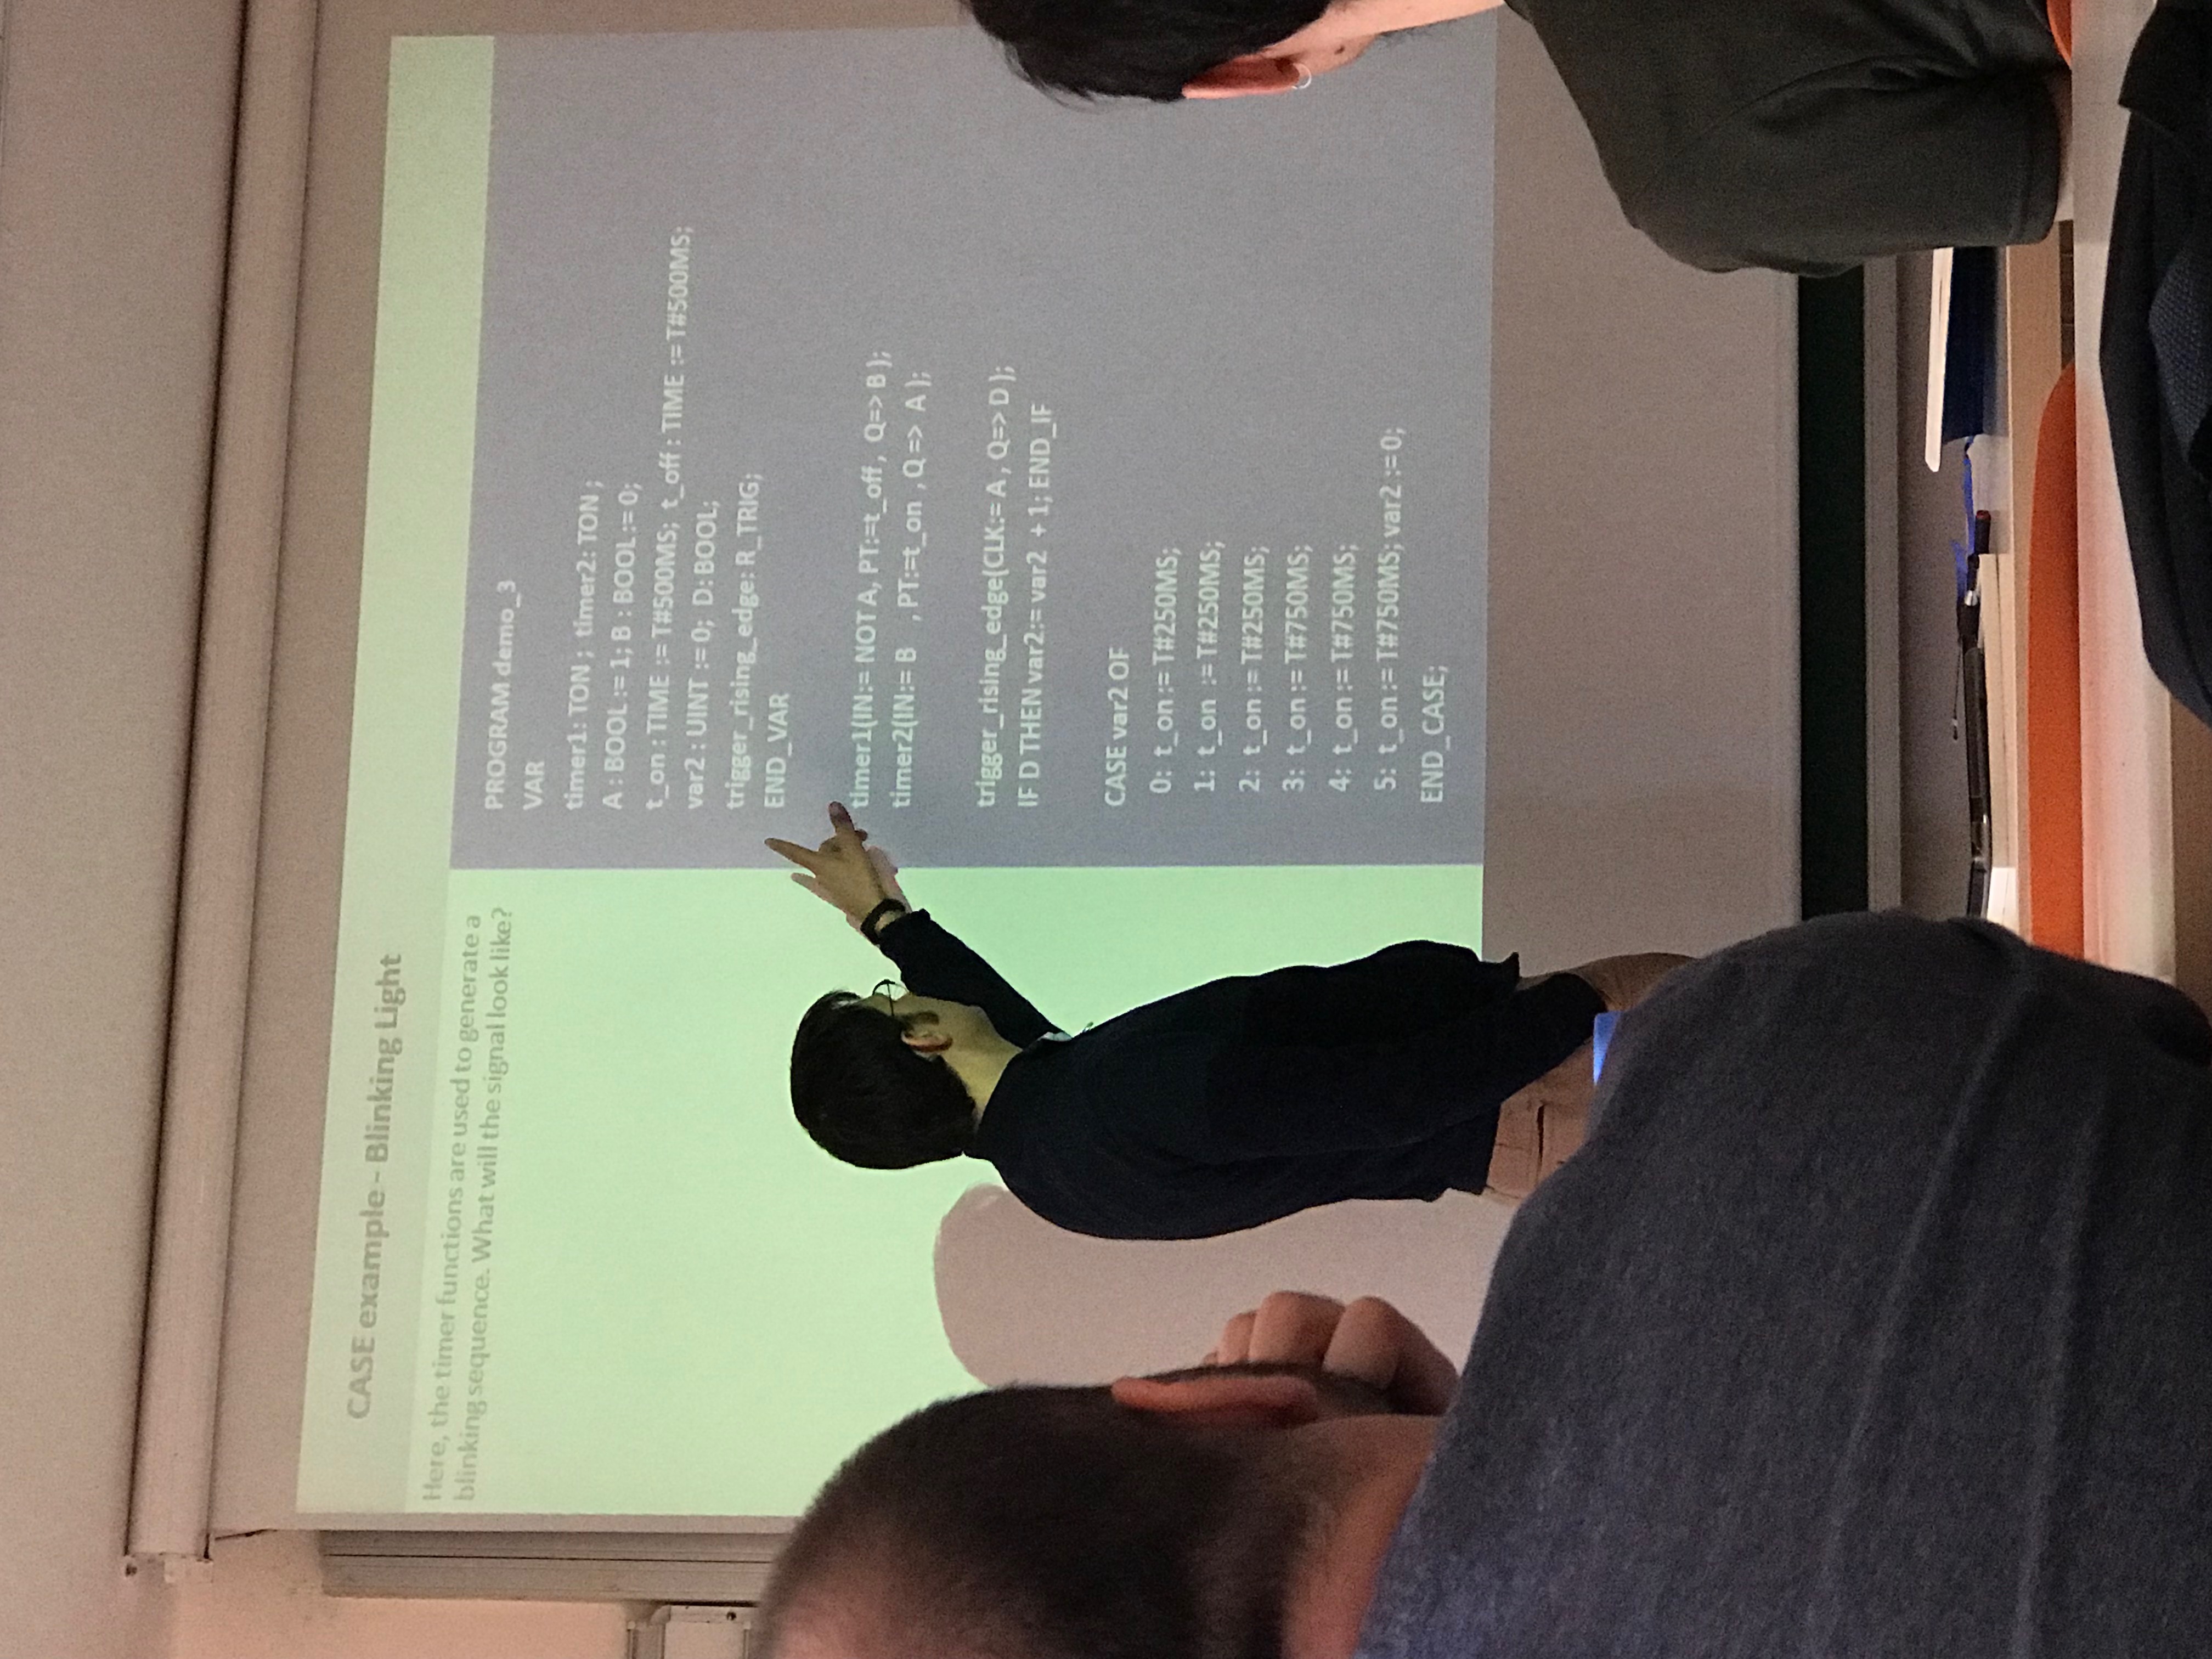 CASE example - Blinking Light
Here, the timer functions are used to generate a
blinking sequence. What will the signal look like?
PROGRAM demo_3
VAR
timer1: TON ; timer2: TON ;
A : BOOL := 1; B : BOOL := 0;
t_on : TIME := T#500MS; t_off : TIME := T#500MS;
var2 : UINT := 0; D: BOOL;
trigger_rising_edge: R_TRIG;
END_VAR
timer1(IN:= NOT A, PT:=t_off , Q=> B );
timer2(IN:= B , PT:=t_on , Q => A );
trigger_rising_edge(CLK:= A , Q=> D );
IF D THEN var2:= var2 + 1; END_IF
CASE var2 OF
0: t_on := T#250MS;
1: t_on := T#250MS;
2: t_on := T#250MS;
3: t_on := T#750MS;
4: t_on := T#750MS;
5: t_on := T#750MS; var2 := 0;
END_CASE;